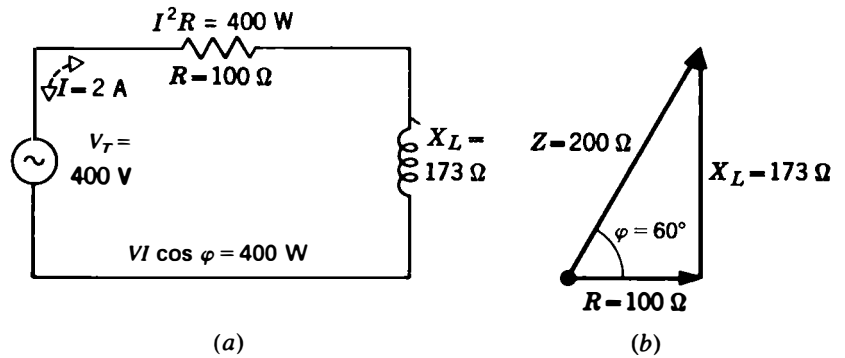 I²R = 400 W
R = 100 Ω
I = 2 A
V_T =
400 V
X_L =
173 Ω
VI cos φ = 400 W
(a)
Z = 200 Ω
X_L = 173 Ω
φ = 60°
R = 100 Ω
(b)